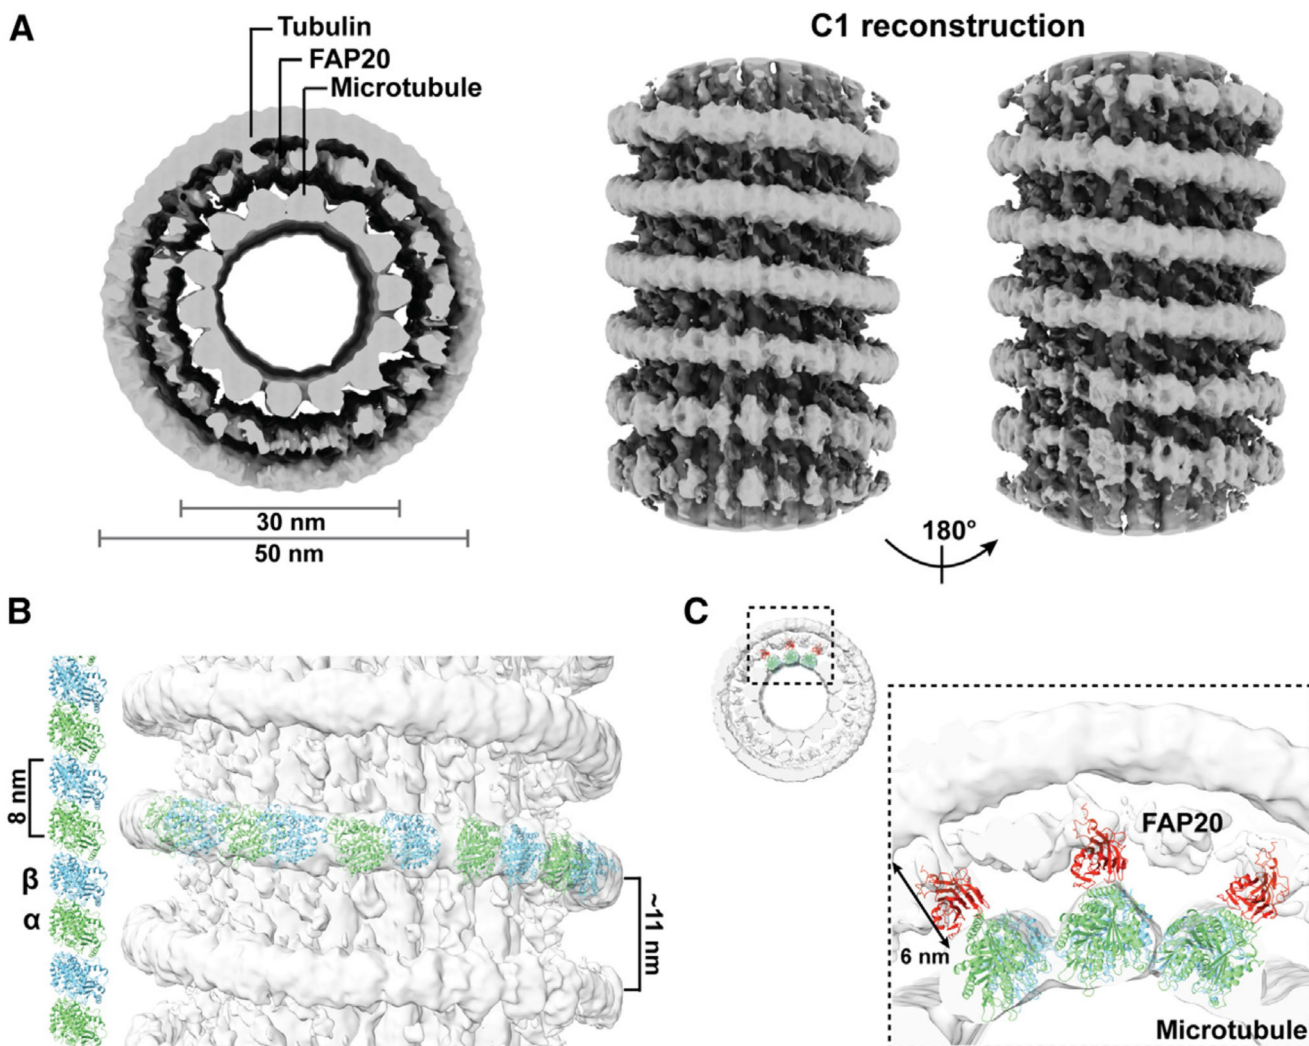 A
Tubulin
FAP20
Microtubule
C1 reconstruction
30 nm
50 nm
180°
B
8 nm
β
α
~11 nm
C
FAP20
6 nm
Microtubule